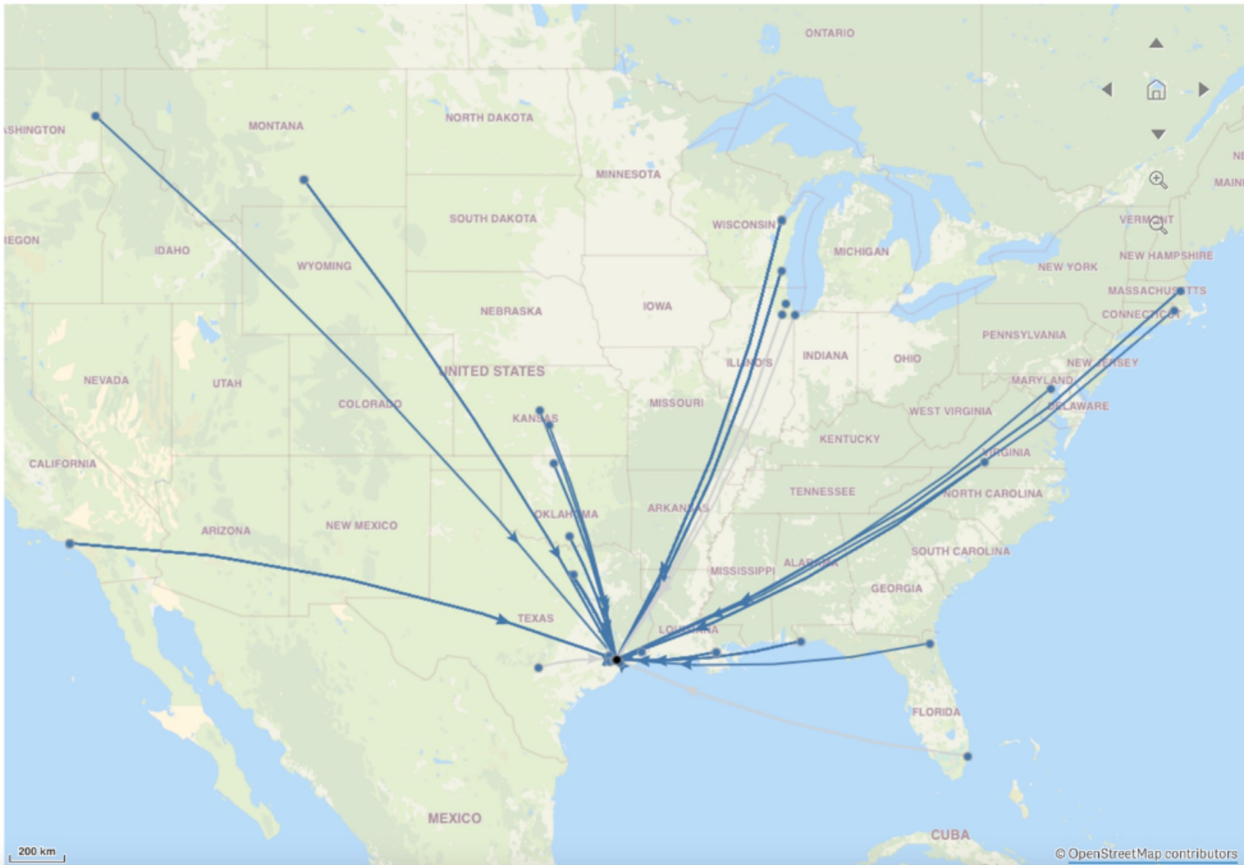 ONTARIO
ASHINGTON
MONTANA
NORTH DAKOTA
NE
MINNESOTA
MAIN
SOUTH DAKOTA
WISCONSIN
VERMONT
REGON
IDAHO
MICHIGAN
NEW HAMPSHIRE
WYOMING
NEW YORK
MASSACHUSETTS
NEBRASKA
IOWA
CONNECTICUT
PENNSYLVANIA
ILLINOIS
INDIANA
OHIO
NEW JERSEY
UNITED STATES
NEVADA
UTAH
MARYLAND
COLORADO
MISSOURI
DELAWARE
WEST VIRGINIA
KANSAS
KENTUCKY
VIRGINIA
CALIFORNIA
TENNESSEE
NORTH CAROLINA
ARKANSAS
OKLAHOMA
NEW MEXICO
ARIZONA
SOUTH CAROLINA
MISSISSIPPI
ALABAMA
GEORGIA
TEXAS
LOUISIANA
FLORIDA
MEXICO
CUBA
200 km
© OpenStreetMap contributors